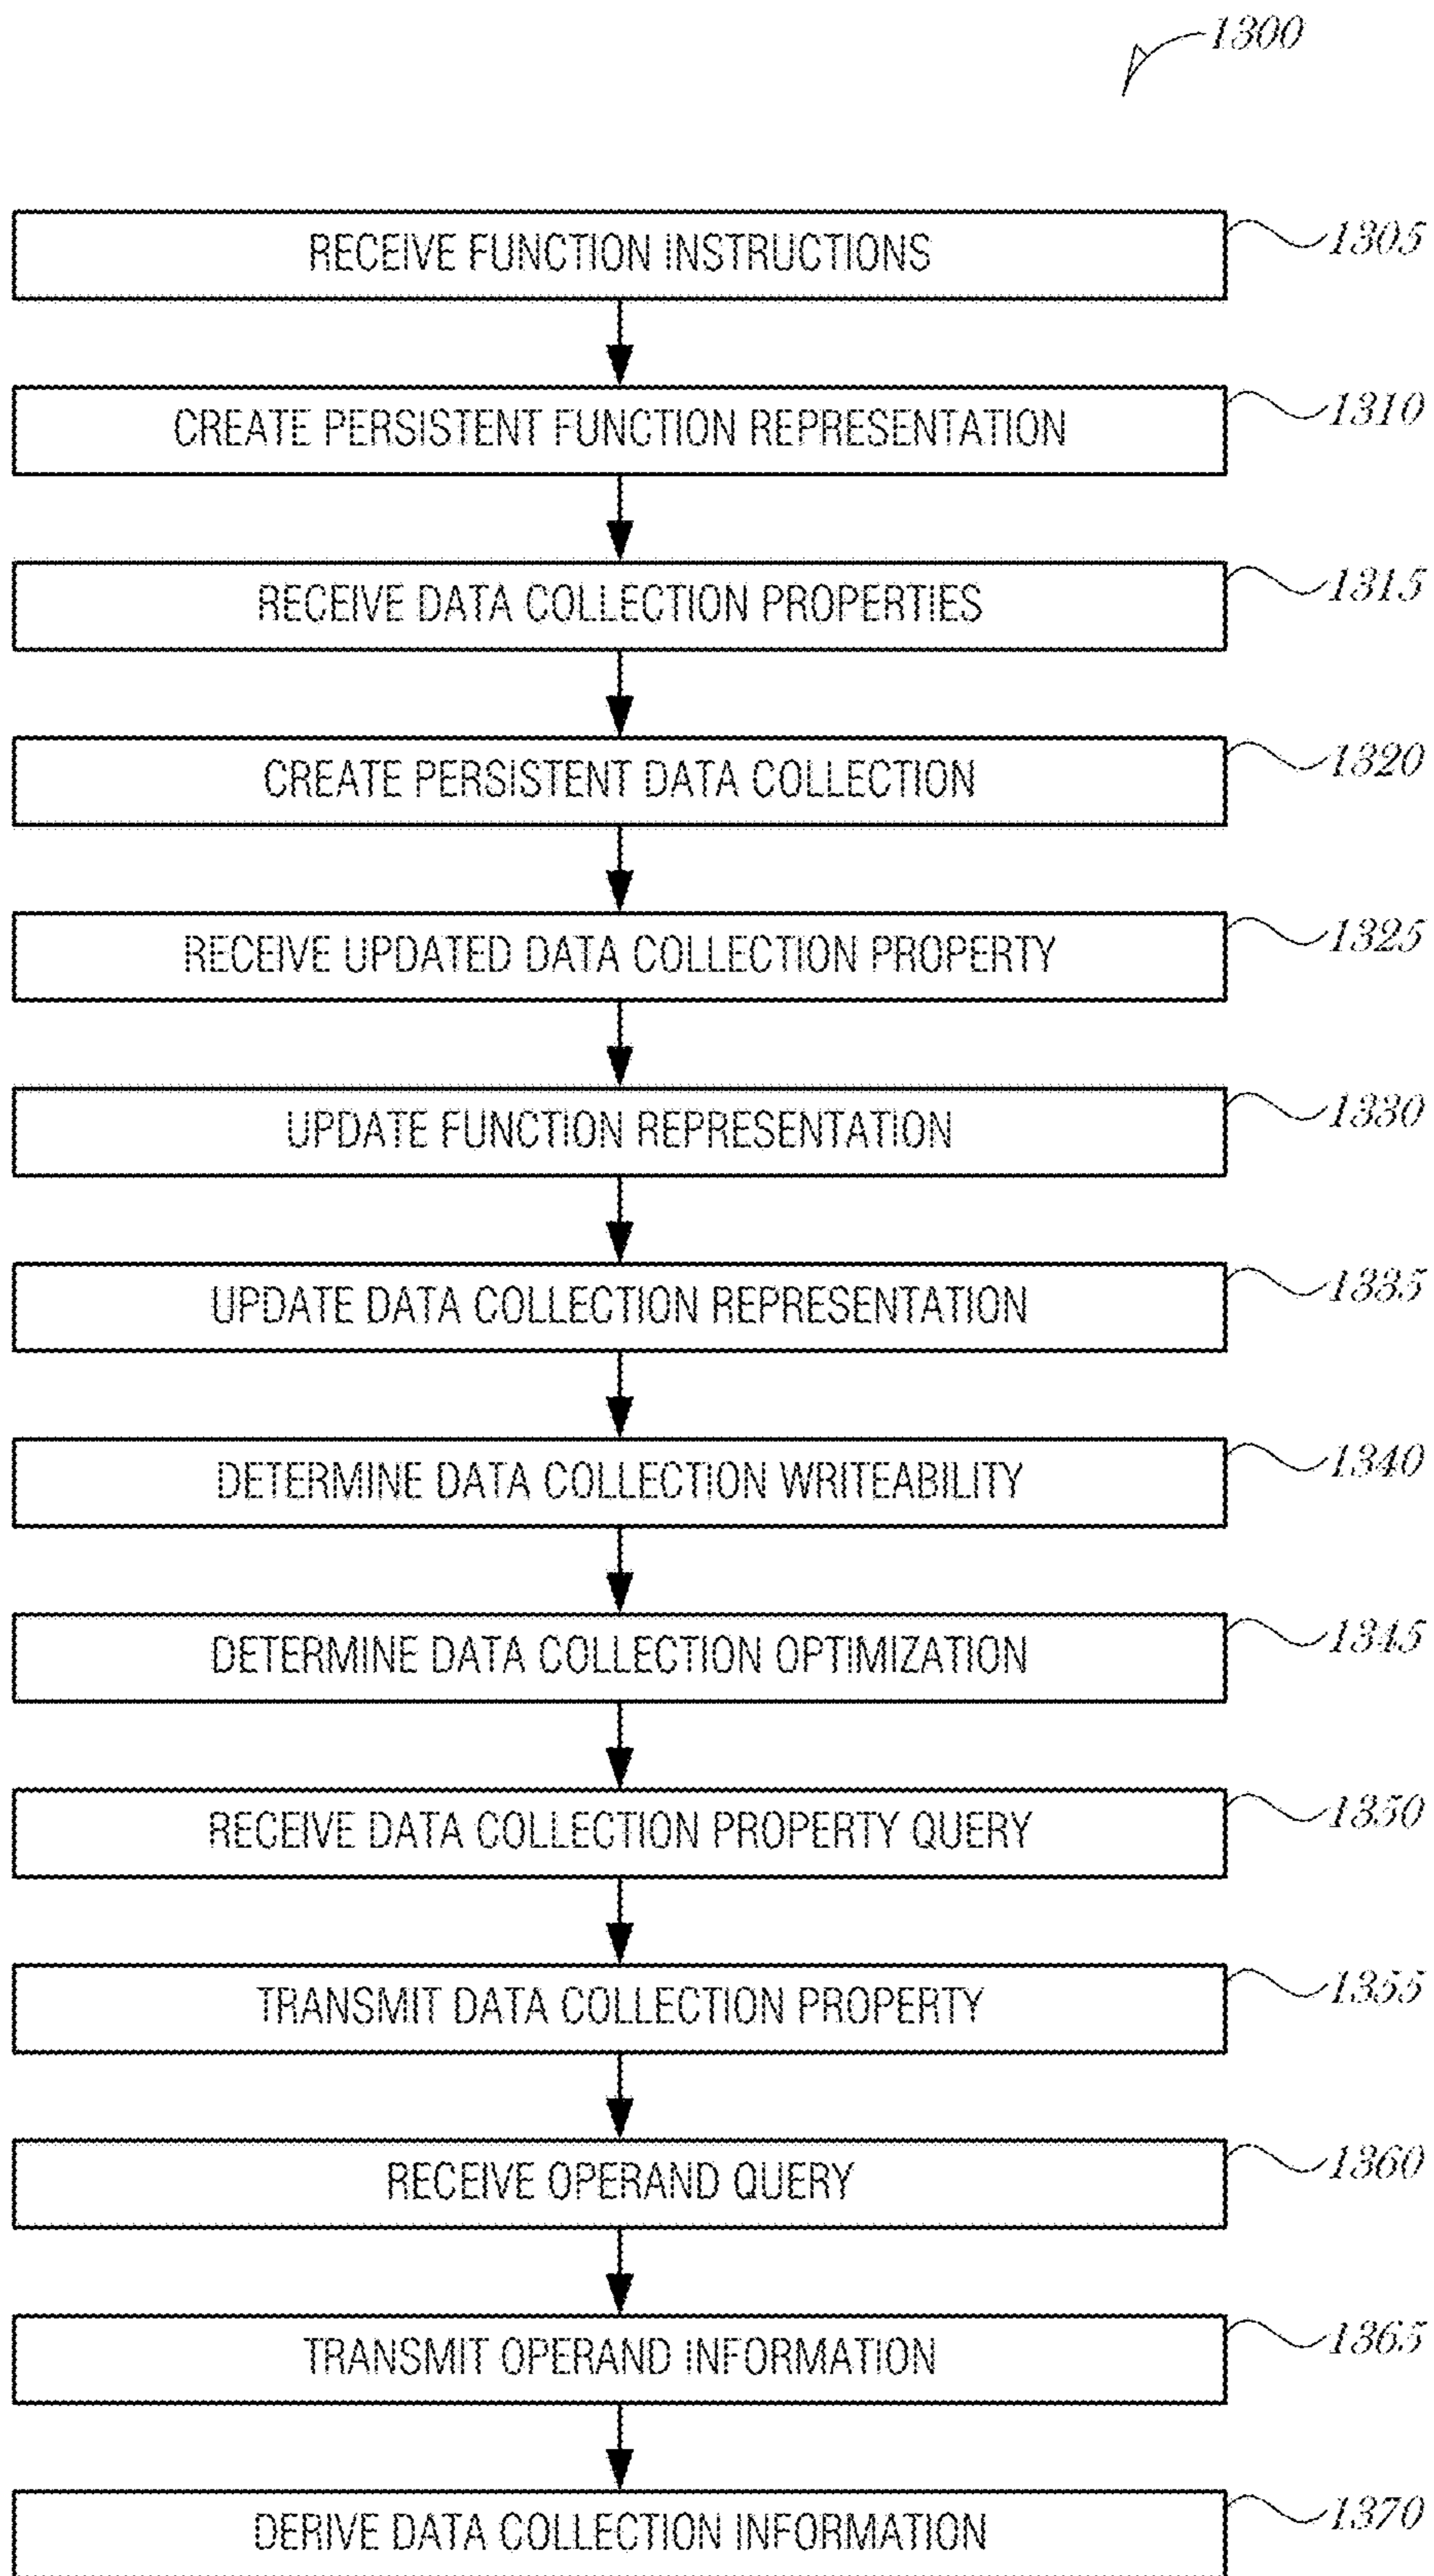 1300
RECEIVE FUNCTION INSTRUCTIONS 1305
CREATE PERSISTENT FUNCTION REPRESENTATION 1310
RECEIVE DATA COLLECTION PROPERTIES 1315
CREATE PERSISTENT DATA COLLECTION 1320
RECEIVE UPDATED DATA COLLECTION PROPERTY 1325
UPDATE FUNCTION REPRESENTATION 1330
UPDATE DATA COLLECTION REPRESENTATION 1335
DETERMINE DATA COLLECTION WRITEABILITY 1340
DETERMINE DATA COLLECTION OPTIMIZATION 1345
RECEIVE DATA COLLECTION PROPERTY QUERY 1350
TRANSMIT DATA COLLECTION PROPERTY 1355
RECEIVE OPERAND QUERY 1360
TRANSMIT OPERAND INFORMATION 1365
DERIVE DATA COLLECTION INFORMATION 1370